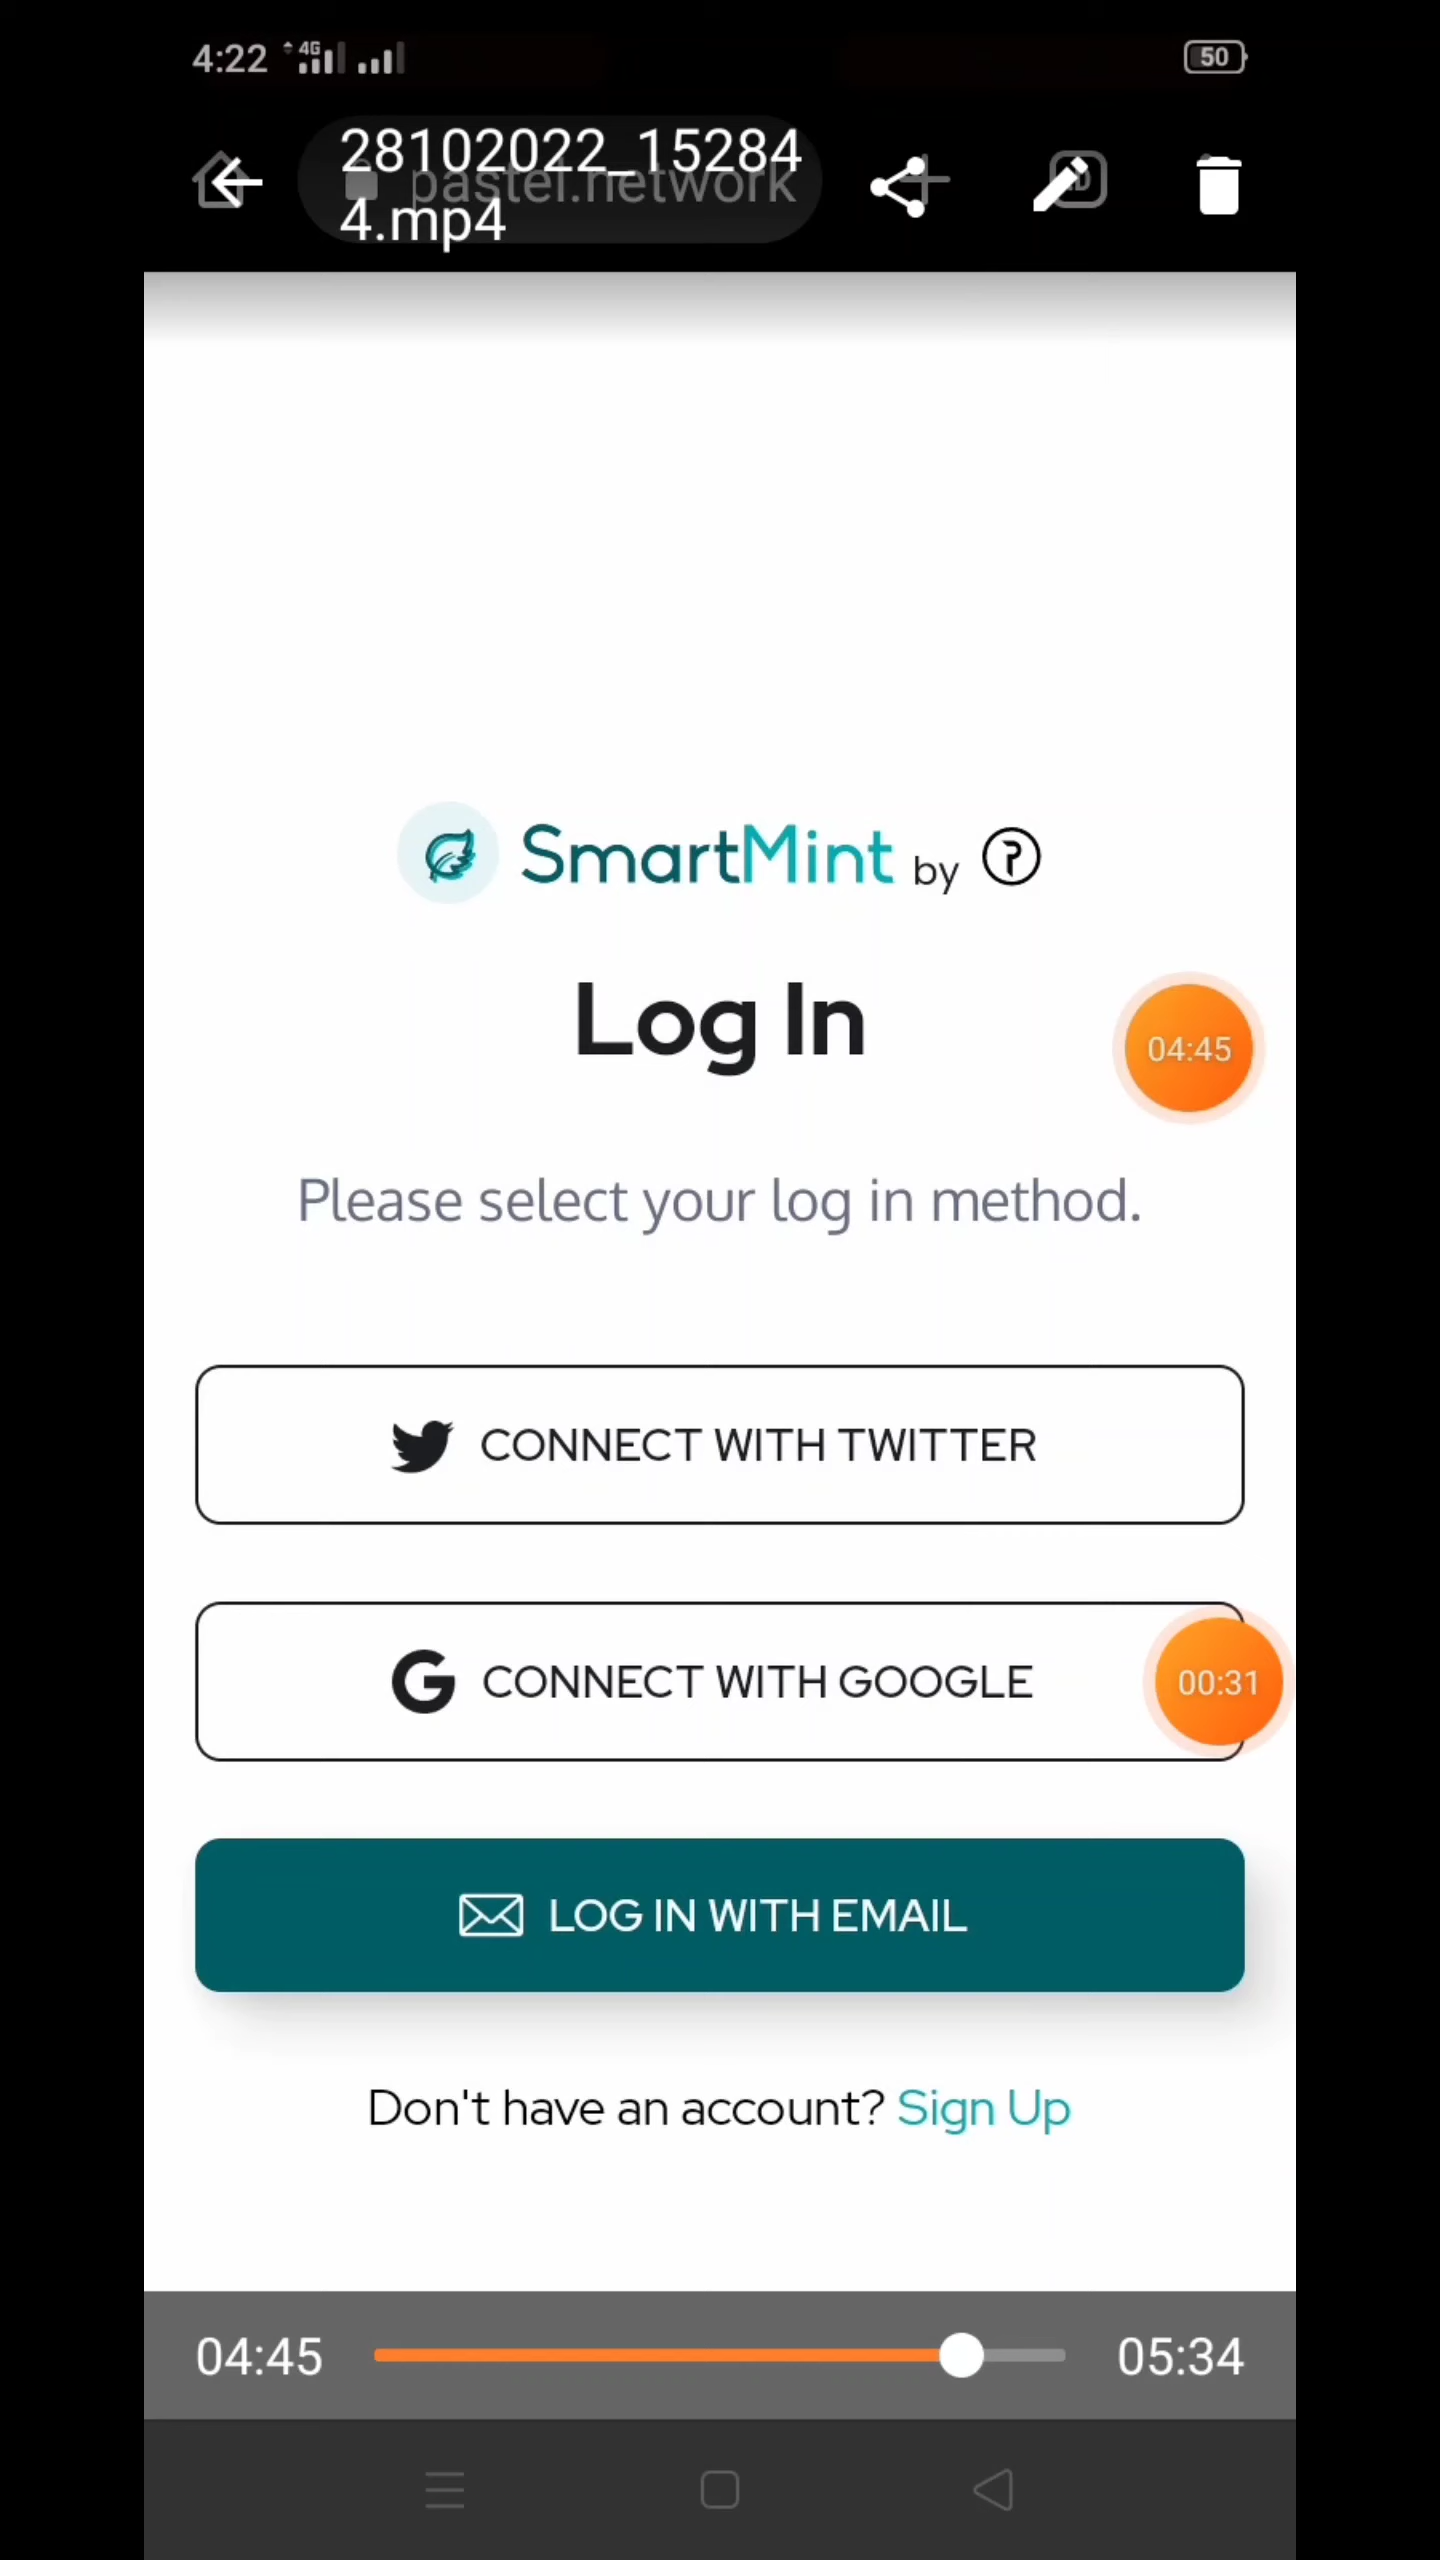 4:22 4G 50
28102022_15284
4.mp4
pastel.network
SmartMint by
Log In
04:45
Please select your log in method.
CONNECT WITH TWITTER
CONNECT WITH GOOGLE
00:31
LOG IN WITH EMAIL
Don't have an account? Sign Up
04:45 05:34